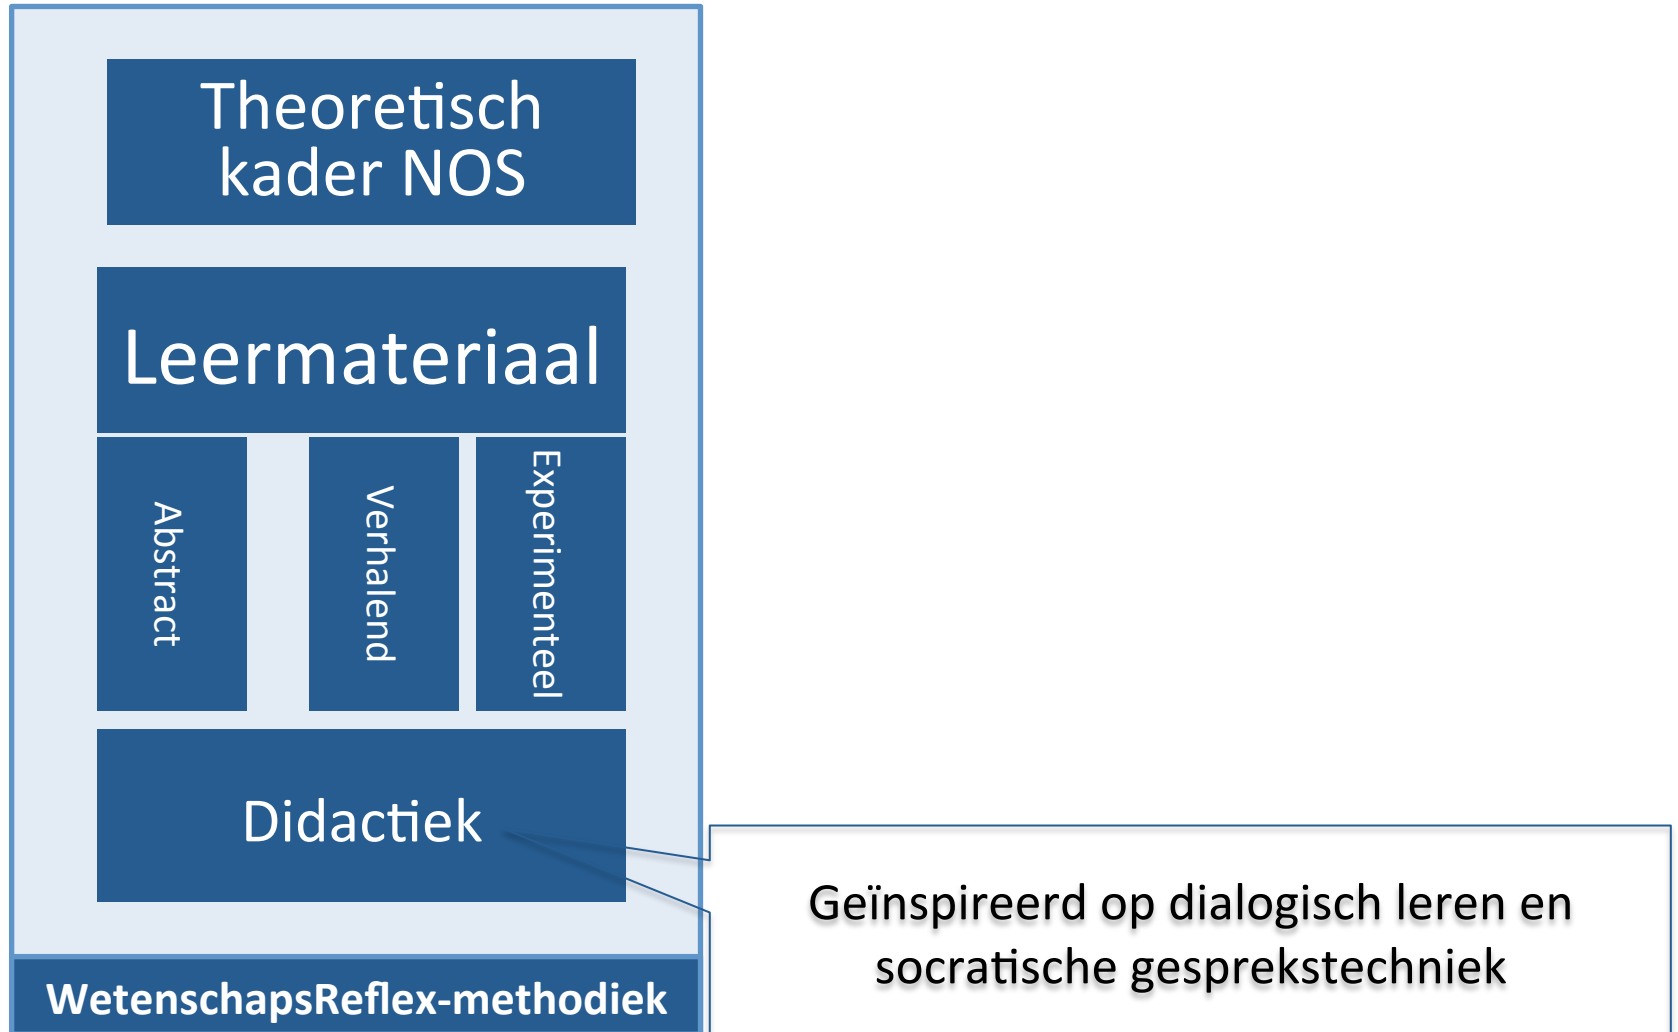 Theoretisch
kader NOS
Leermateriaal
Abstract
Verhalend
Experimenteel
Didactiek
Geïnspireerd op dialogisch leren en
socratische gesprekstechniek
WetenschapsReflex-methodiek